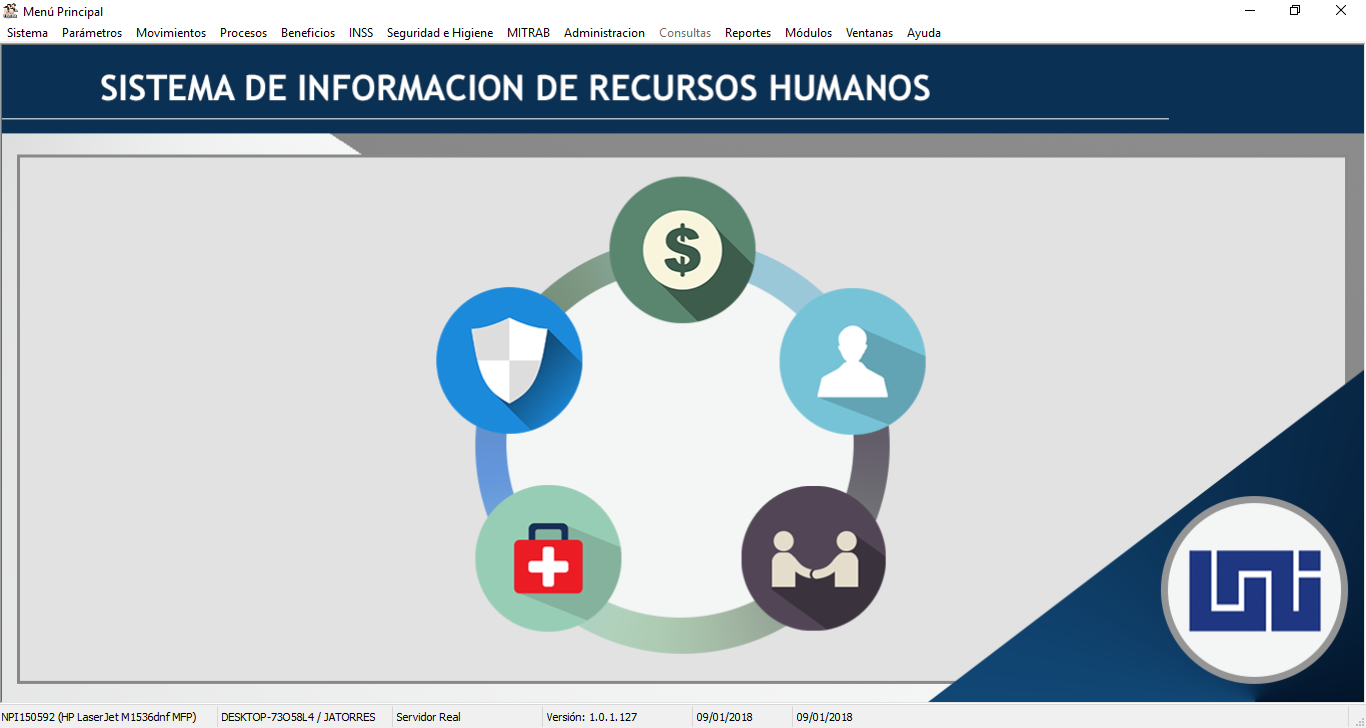 Menú Principal
Sistema Parámetros Movimientos Procesos Beneficios INSS Seguridad e Higiene MITRAB Administracion Consultas Reportes Módulos Ventanas Ayuda
SISTEMA DE INFORMACION DE RECURSOS HUMANOS
$
UNI
NPI150592 (HP LaserJet M1536dnf MFP) DESKTOP-73O58L4 / JATORRES Servidor Real Versión: 1.0.1.127 09/01/2018 09/01/2018